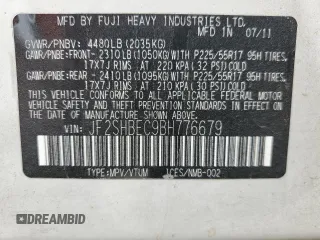 MFD BY FUJI HEAVY INDUSTRIES LTD.
07/11
GVWR/PNBV: 4480LB (2035KG)
GAWR/PNBE:FRONT- 2310LB (1050KG) WITH P225/55R17 95H TIRES,
17X7J RIMS AT 220 KPA (32 PSI) COLD
GAWR/PNBE:REAR - 2410LB (1095KG) WITH P225/55R17 95H TIRES,
17X7J RIMS AT 210 KPA (30 PSI) COLD
THIS VEHICLE CONFORMS TO ALL APPLICABLE FEDERAL
MOTOR VEHICLE SAFETY, BUMPER, AND THEFT PREVENTION
STANDARDS IN EFFECT ON THE DATE OF MANUFACTURE
SHOWN ABOVE.
VIN: JF2SHBEC9BH776679
TYPE:MPV/VTUM ICES/NMB-002
© IDRIVESAFELY BIDHISTORY